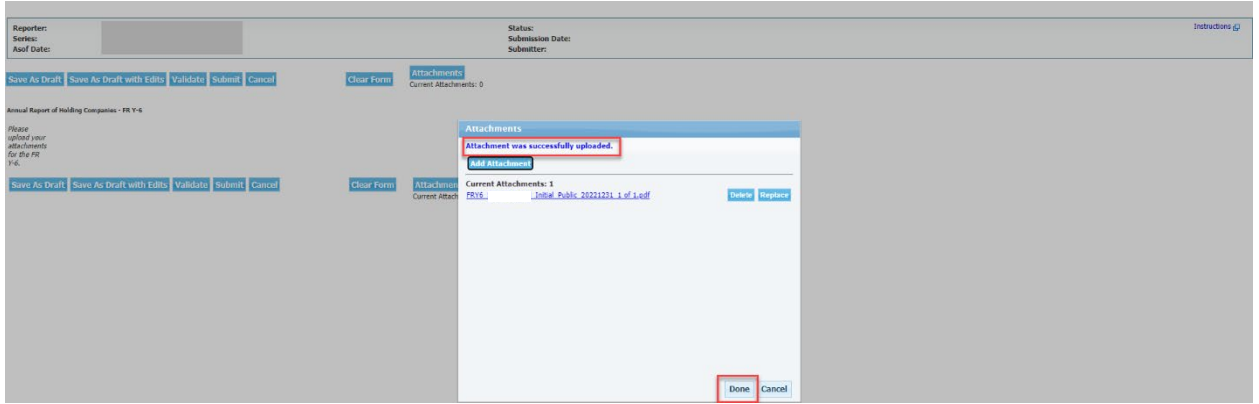 Reporter:
Series:
Asof Date:
Status:
Submission Date:
Submitter:
Instructions
Save As Draft Save As Draft with Edits Validate Submit Cancel Clear Form Attachments
Current Attachments: 0
Annual Report of Holding Companies - FR Y-6
Please
upload your
attachments
for the FR
Y-6.
Save As Draft Save As Draft with Edits Validate Submit Cancel Clear Form Attachmen
Current Attach
Attachments
Attachment was successfully uploaded.
Add Attachment
Current Attachments: 1
FRY6_ _Initial_Public_20221231_1 of 1.pdf Delete Replace
Done Cancel